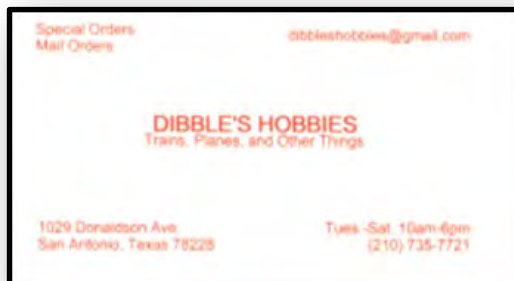 Special Orders
Mail Orders
dibbleshobbies@gmail.com
DIBBLE'S HOBBIES
Trains, Planes, and Other Things
1029 Donaldson Ave
San Antonio, Texas 78228
Tues -Sat 10am-6pm
(210) 735-7721